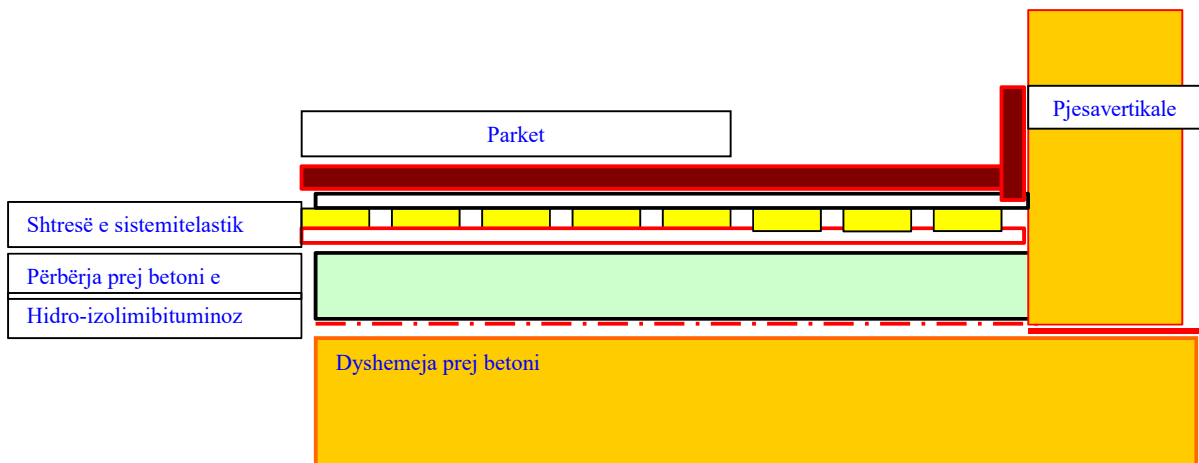 Pjesavertikale
Parket
Shtresë e sistemitelastik
Përbërja prej betoni e
Hidro-izolimibituminoz
Dyshemeja prej betoni